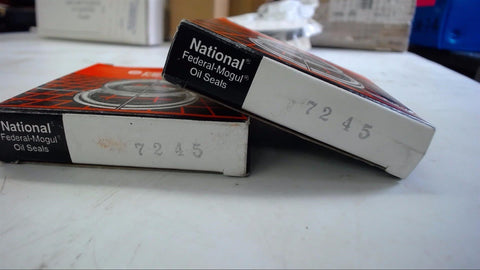 National®
Federal-Mogul®
Oil Seals
7245
National
Federal-Mogul®
Oil Seals
7245